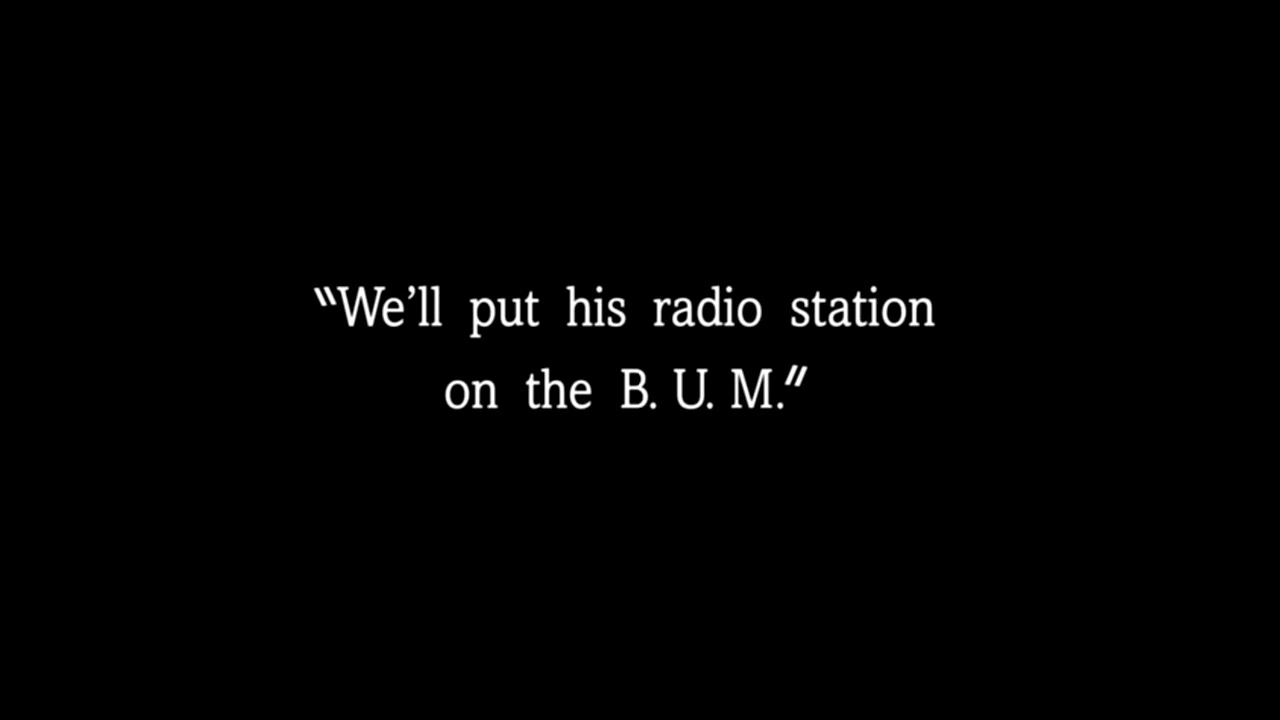 “We’ll put his radio station
on the B. U. M.”